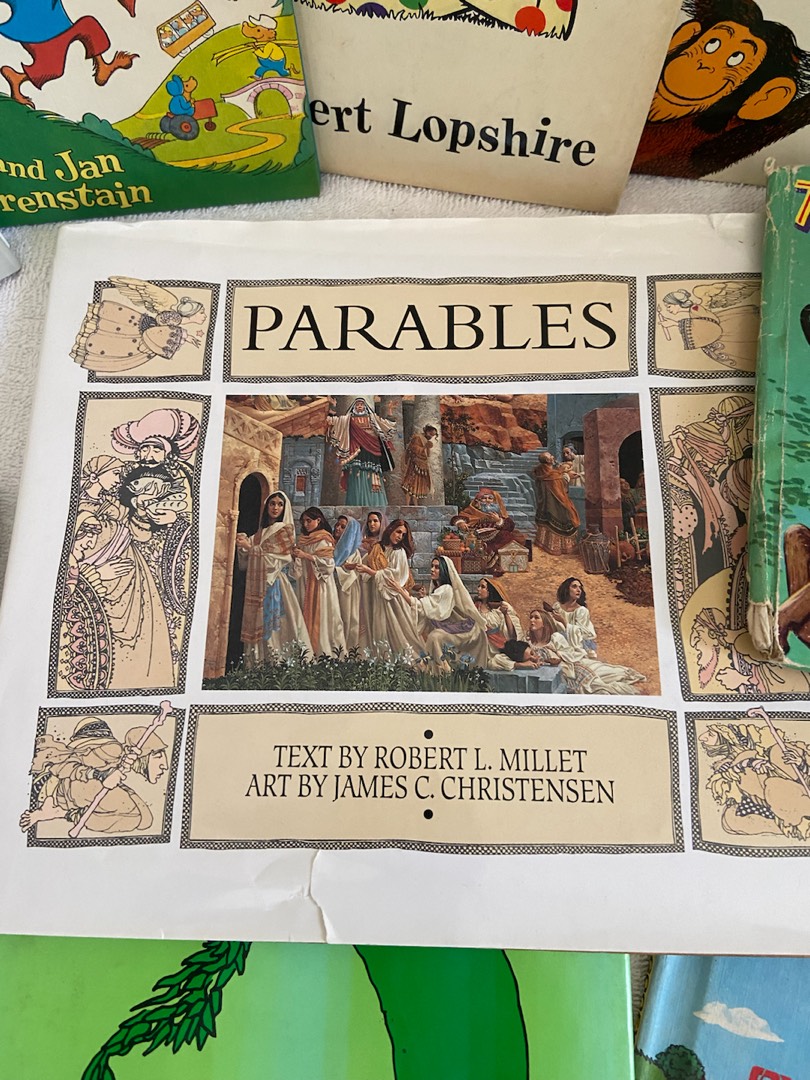 and Jan
renstain
ert Lopshire
PARABLES
TEXT BY ROBERT L. MILLET
ART BY JAMES C. CHRISTENSEN